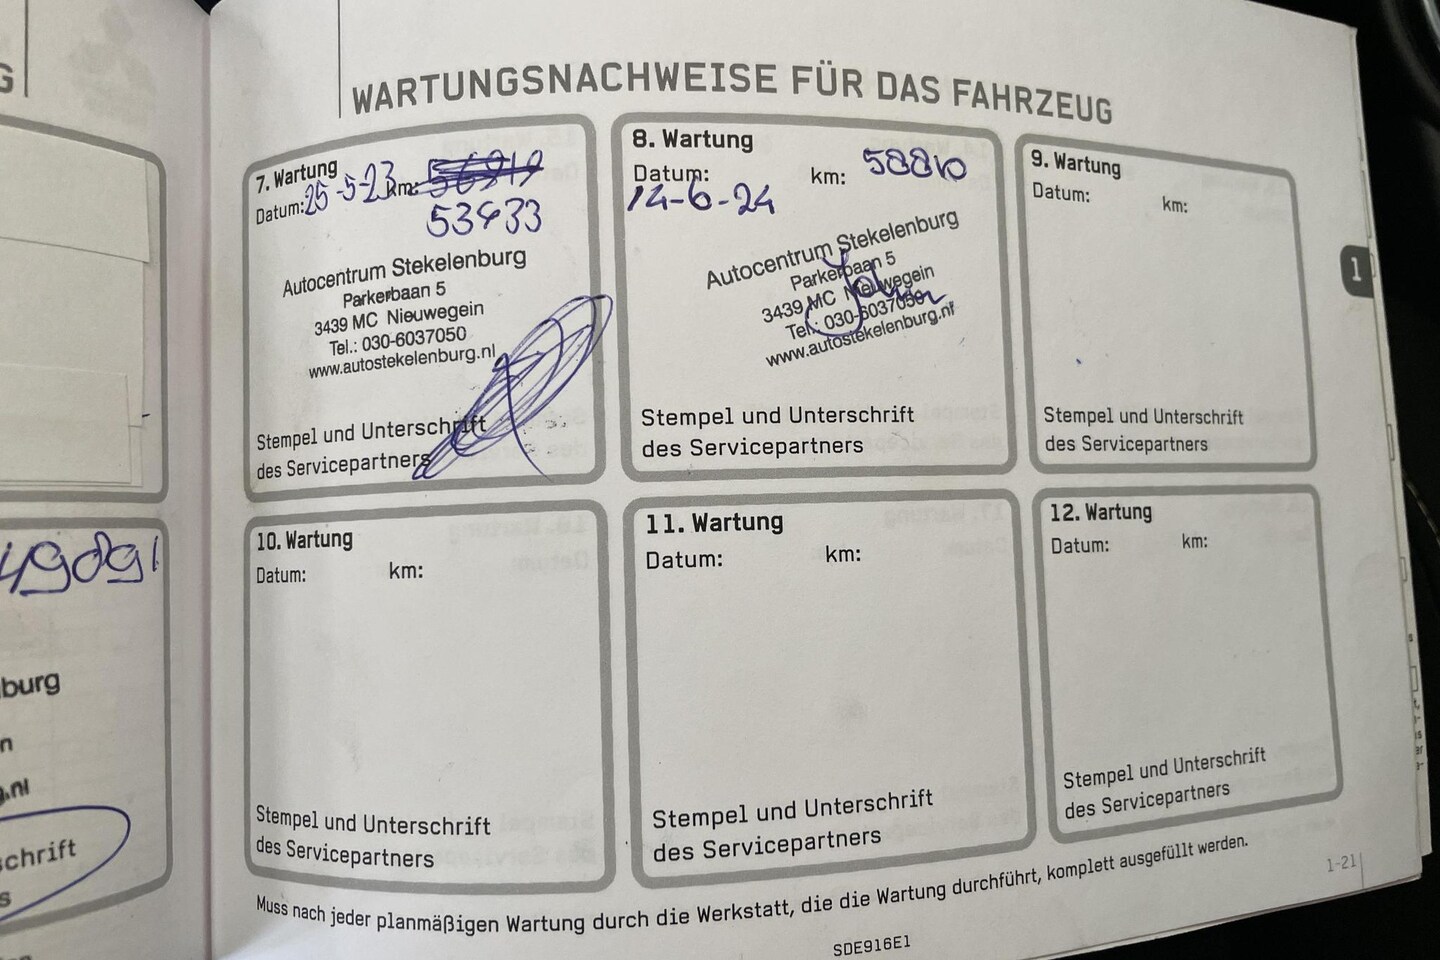 G
49091
burg
n
g.nl
schrift
s
WARTUNGSNACHWEISE FÜR DAS FAHRZEUG
7. Wartung
Datum: 25-5-23 km: 56919
53433
Autocentrum Stekelenburg
Parkerbaan 5
3439 MC Nieuwegein
Tel.: 030-6037050
www.autostekelenburg.nl
Stempel und Unterschrift
des Servicepartners
8. Wartung
Datum: km: 58810
14-6-24
Autocentrum Stekelenburg
Parkerbaan 5
3439 MC Nieuwegein
Tel.: 030-6037050
www.autostekelenburg.nl
Stempel und Unterschrift
des Servicepartners
9. Wartung
Datum: km:
Stempel und Unterschrift
des Servicepartners
1
10. Wartung
Datum: km:
Stempel und Unterschrift
des Servicepartners
11. Wartung
Datum: km:
Stempel und Unterschrift
des Servicepartners
12. Wartung
Datum: km:
Stempel und Unterschrift
des Servicepartners
Muss nach jeder planmäßigen Wartung durch die Werkstatt, die die Wartung durchführt, komplett ausgefüllt werden.
1-21
SDE916E1